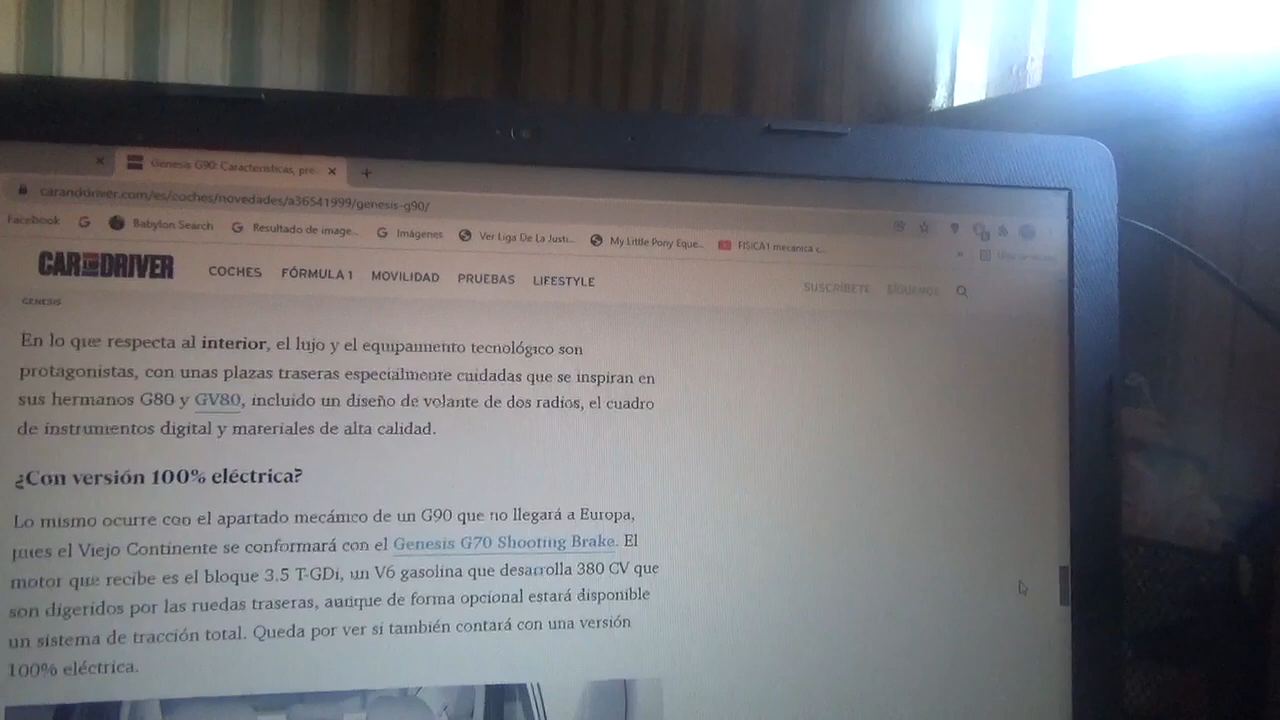 Genesis G90: Características, pre
caranddriver.com/es/coches/novedades/a36541999/genesis-g90/
Facebook Babylon Search Resultado de image... Imágenes Ver Liga De La Justi... My Little Pony Eque... FISICA1 mecanica c...
CAR AND DRIVER COCHES FÓRMULA 1 MOVILIDAD PRUEBAS LIFESTYLE SUSCRÍBETE SÍGUENOS
GENESIS
En lo que respecta al interior, el lujo y el equipamiento tecnológico son
protagonistas, con unas plazas traseras especialmente cuidadas que se inspiran en
sus hermanos G80 y GV80, incluido un diseño de volante de dos radios, el cuadro
de instrumentos digital y materiales de alta calidad.
¿Con versión 100% eléctrica?
Lo mismo ocurre con el apartado mecánico de un G90 que no llegará a Europa,
pues el Viejo Continente se conformará con el Genesis G70 Shooting Brake. El
motor que recibe es el bloque 3.5 T-GDi, un V6 gasolina que desarrolla 380 CV que
son digeridos por las ruedas traseras, aunque de forma opcional estará disponible
un sistema de tracción total. Queda por ver si también contará con una versión
100% eléctrica.